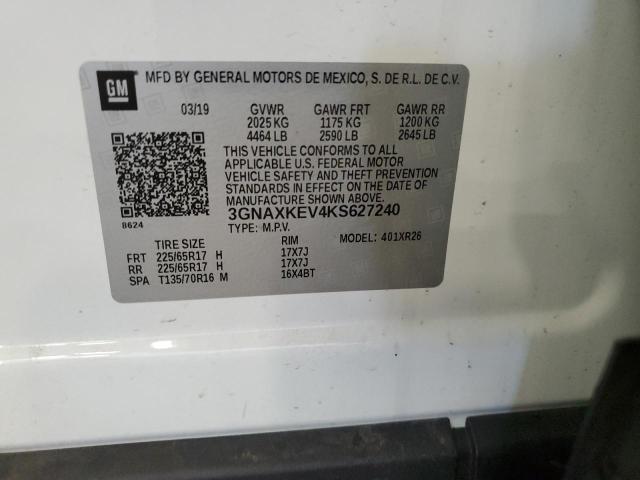 GM MFD BY GENERAL MOTORS DE MEXICO, S. DE R.L. DE C.V.
03/19 GVWR GAWR FRT GAWR RR
2025 KG 1175 KG 1200 KG
4464 LB 2590 LB 2645 LB
THIS VEHICLE CONFORMS TO ALL
APPLICABLE U.S. FEDERAL MOTOR
VEHICLE SAFETY AND THEFT PREVENTION
STANDARDS IN EFFECT ON THE DATE OF
MANUFACTURE SHOWN ABOVE.
8624 3GNAXKEV4KS627240
TYPE: M.P.V. MODEL: 401XR26
TIRE SIZE RIM
FRT 225/65R17 H 17X7J
RR 225/65R17 H 17X7J
SPA T135/70R16 M 16X4BT